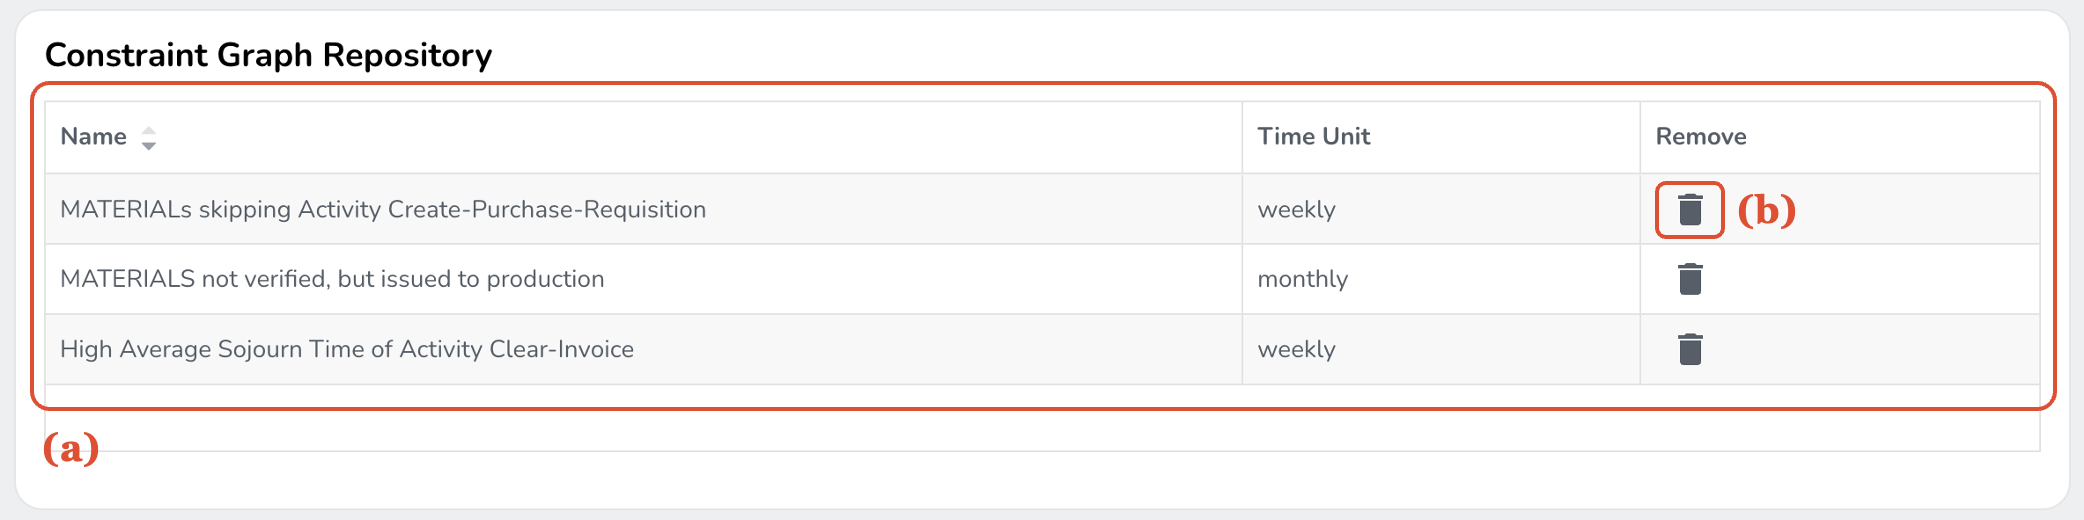 Constraint Graph Repository
Name Time Unit Remove
MATERIALs skipping Activity Create-Purchase-Requisition weekly (b)
MATERIALS not verified, but issued to production monthly
High Average Sojourn Time of Activity Clear-Invoice weekly
(a)